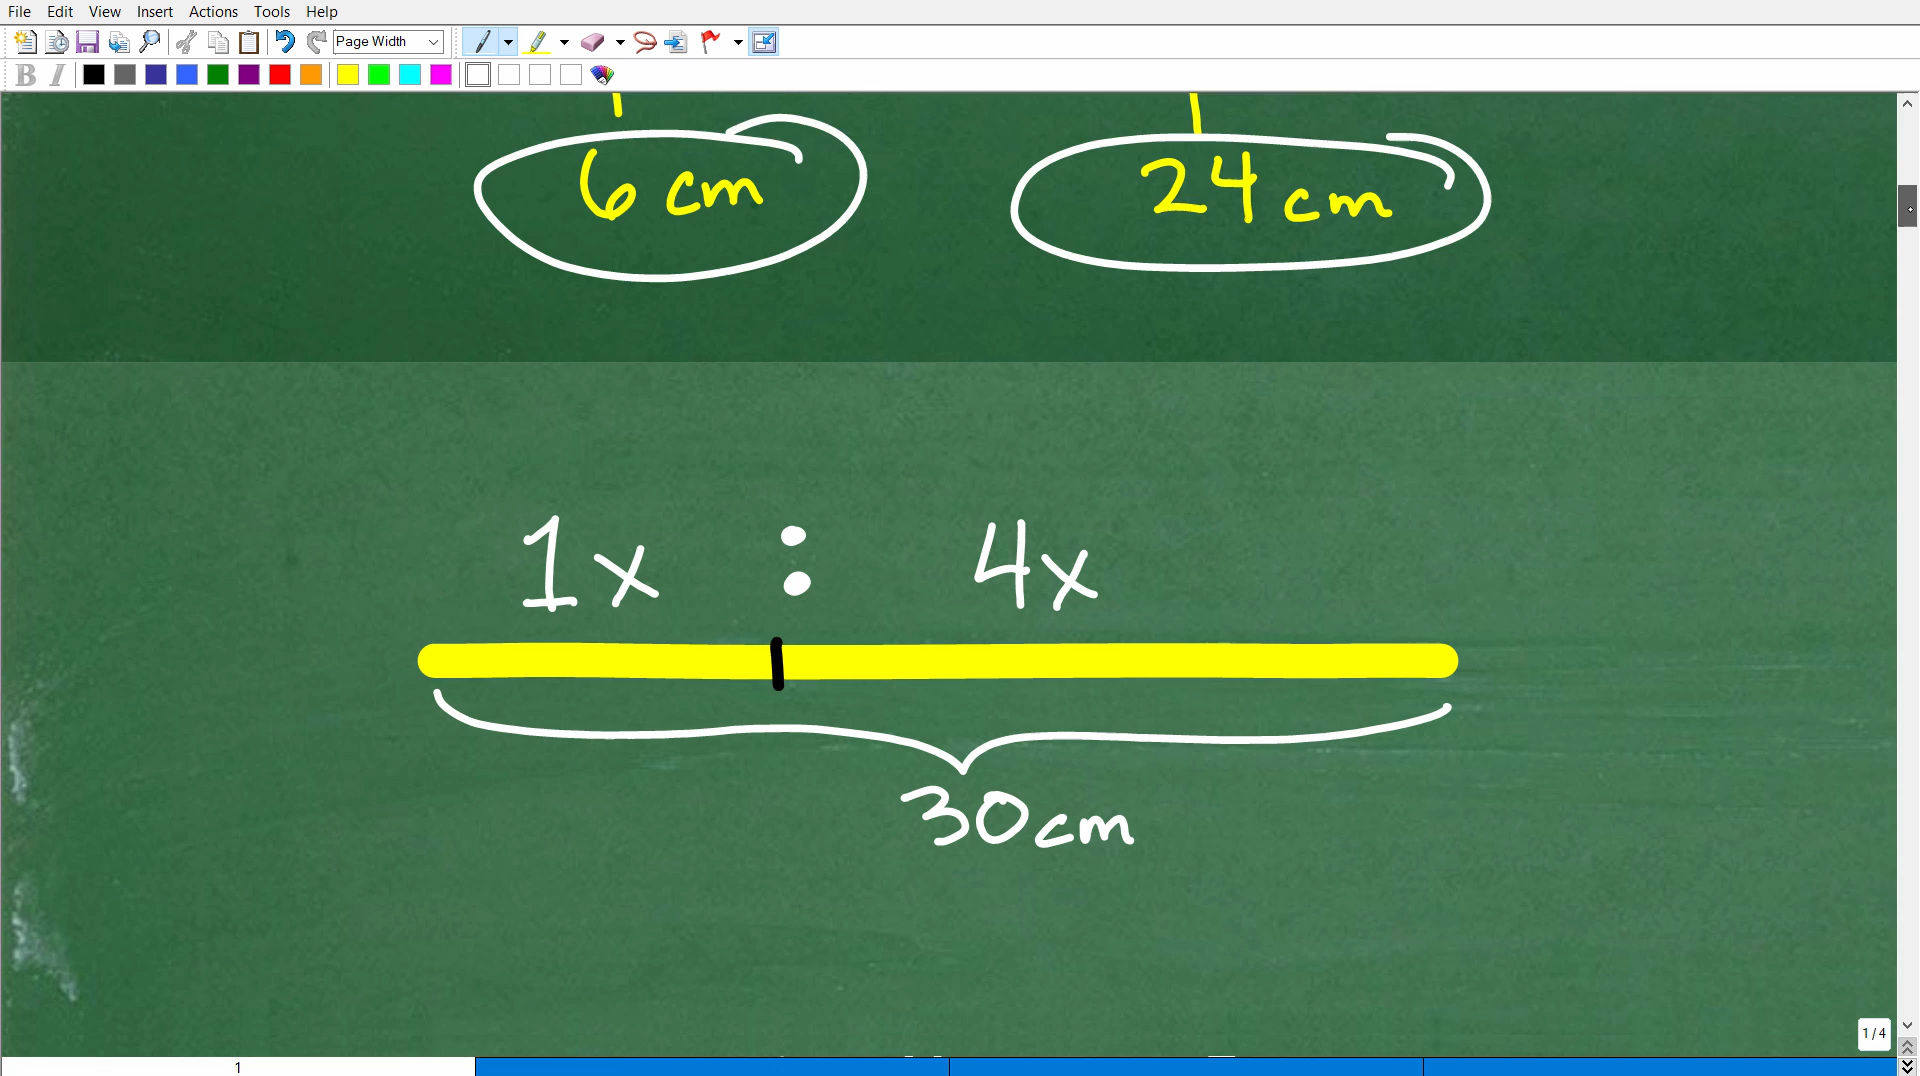 File Edit View Insert Actions Tools Help
Page Width
B I
6 cm 24 cm
1x : 4x
30cm
1 / 4
1